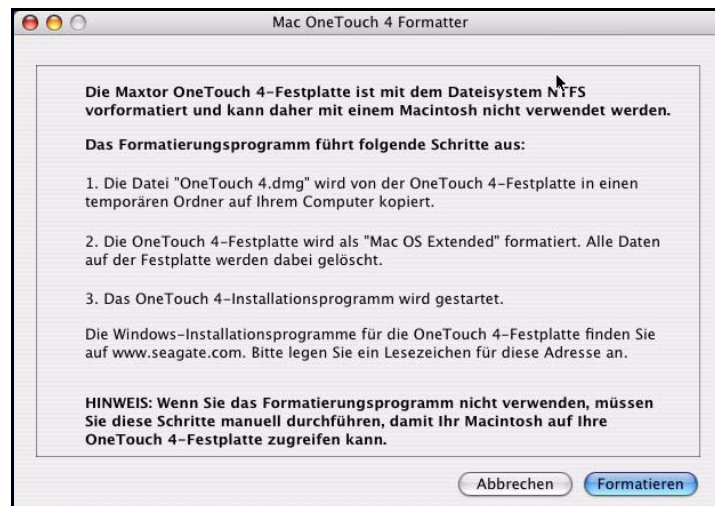 Mac OneTouch 4 Formatter
Die Maxtor OneTouch 4-Festplatte ist mit dem Dateisystem NTFS
vorformatiert und kann daher mit einem Macintosh nicht verwendet werden.
Das Formatierungsprogramm führt folgende Schritte aus:
1. Die Datei "OneTouch 4.dmg" wird von der OneTouch 4-Festplatte in einen
temporären Ordner auf Ihrem Computer kopiert.
2. Die OneTouch 4-Festplatte wird als "Mac OS Extended" formatiert. Alle Daten
auf der Festplatte werden dabei gelöscht.
3. Das OneTouch 4-Installationsprogramm wird gestartet.
Die Windows-Installationsprogramme für die OneTouch 4-Festplatte finden Sie
auf www.seagate.com. Bitte legen Sie ein Lesezeichen für diese Adresse an.
HINWEIS: Wenn Sie das Formatierungsprogramm nicht verwenden, müssen
Sie diese Schritte manuell durchführen, damit Ihr Macintosh auf Ihre
OneTouch 4-Festplatte zugreifen kann.
Abbrechen
Formatieren